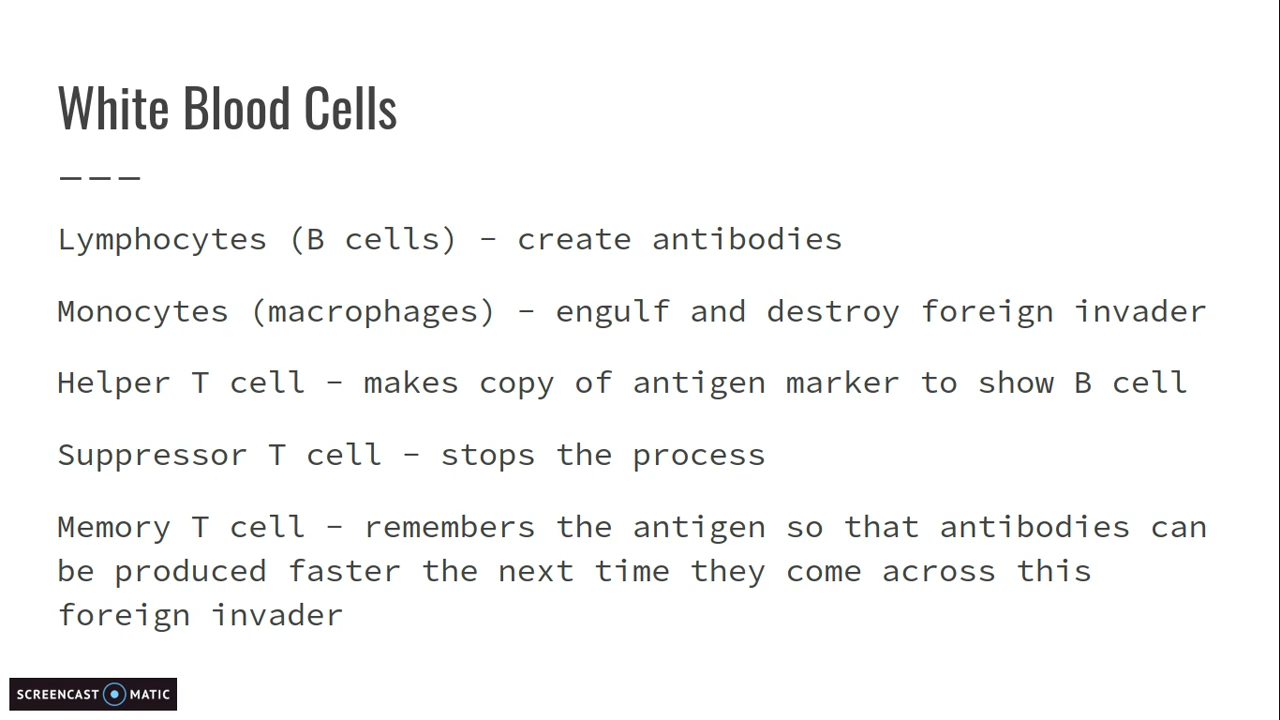 White Blood Cells
Lymphocytes (B cells) – create antibodies
Monocytes (macrophages) – engulf and destroy foreign invader
Helper T cell – makes copy of antigen marker to show B cell
Suppressor T cell – stops the process
Memory T cell – remembers the antigen so that antibodies can
be produced faster the next time they come across this
foreign invader
SCREENCAST MATIC